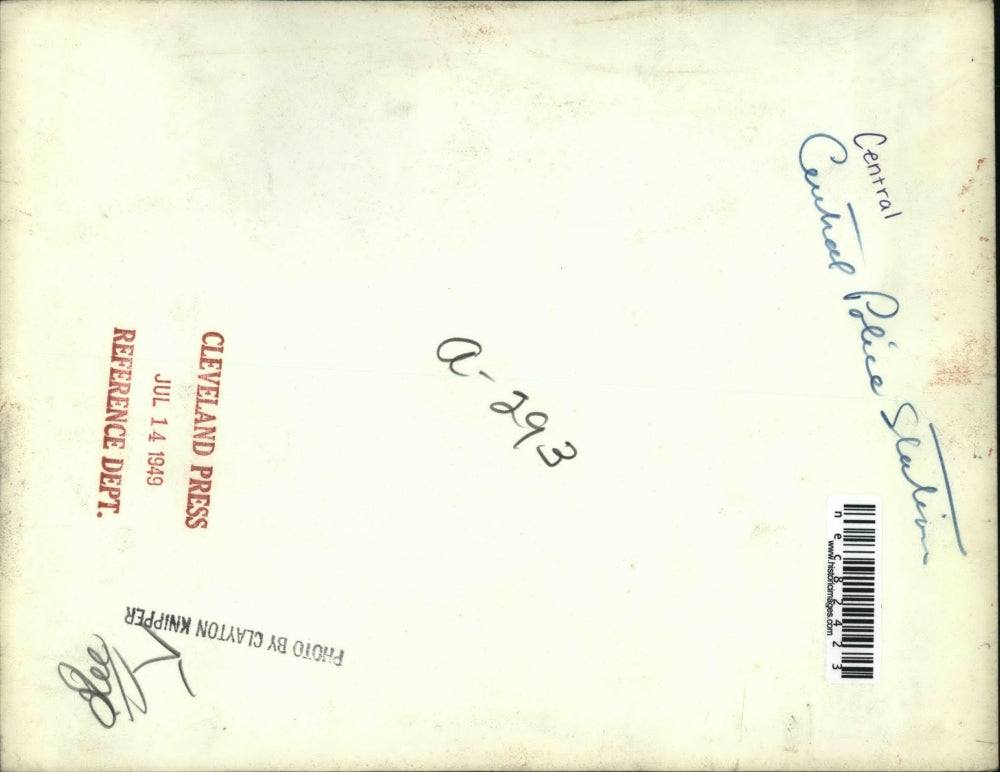 Central
Central Police Station
a-293
CLEVELAND PRESS
JUL 14 1949
REFERENCE DEPT.
PHOTO BY CLAYTON KNIPPER
nec82423
www.historicimages.com